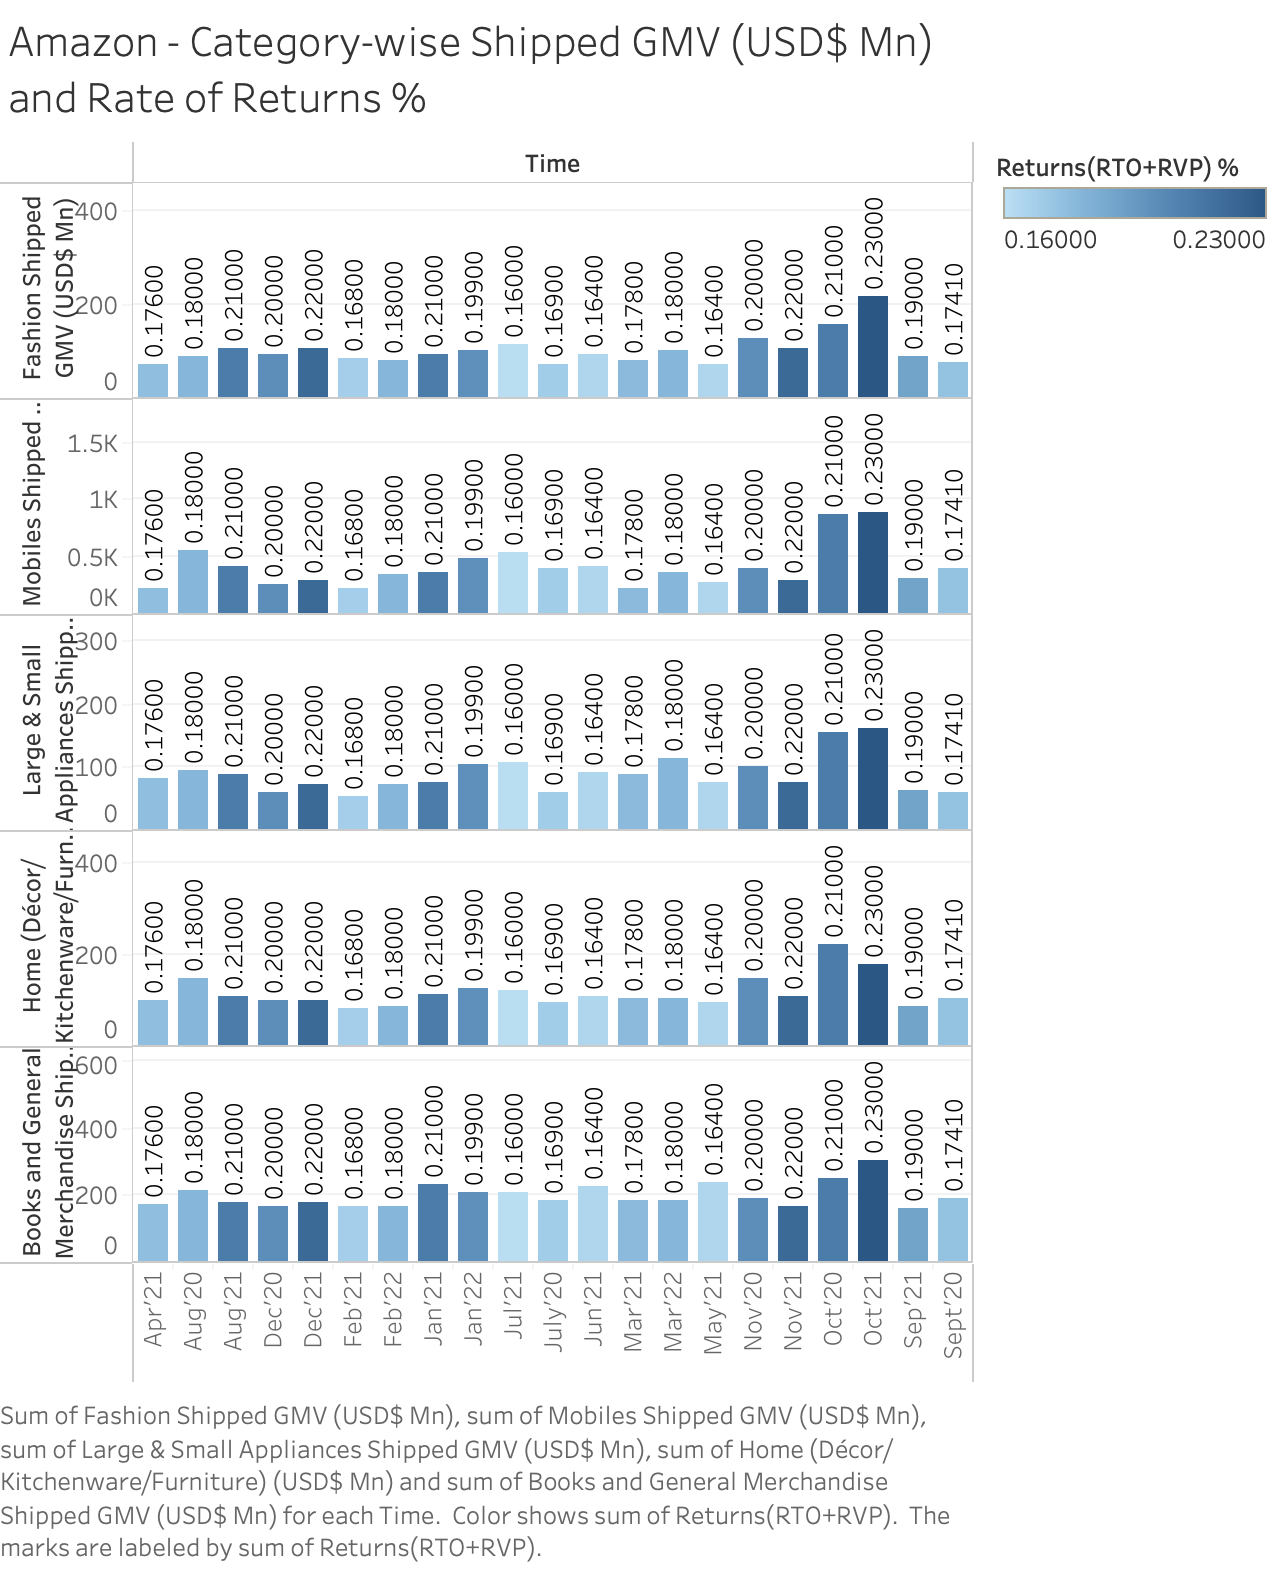 Amazon - Category-wise Shipped GMV (USD$ Mn)
and Rate of Returns %
Time
Returns(RTO+RVP) %
0.16000 0.23000
Fashion Shipped
GMV (USD$ Mn)
400
200
0
0.17600 0.18000 0.21000 0.20000 0.22000 0.16800 0.18000 0.21000 0.19900 0.16000 0.16900 0.16400 0.17800 0.18000 0.16400 0.20000 0.22000 0.21000 0.23000 0.19000 0.17410
Mobiles Shipped ..
1.5K
1K
0.5K
0K
0.17600 0.18000 0.21000 0.20000 0.22000 0.16800 0.18000 0.21000 0.19900 0.16000 0.16900 0.16400 0.17800 0.18000 0.16400 0.20000 0.22000 0.21000 0.23000 0.19000 0.17410
Large & Small
Appliances Shipp..
300
200
100
0
0.17600 0.18000 0.21000 0.20000 0.22000 0.16800 0.18000 0.21000 0.19900 0.16000 0.16900 0.16400 0.17800 0.18000 0.16400 0.20000 0.22000 0.21000 0.23000 0.19000 0.17410
Home (Décor/
Kitchenware/Furn..
400
200
0
0.17600 0.18000 0.21000 0.20000 0.22000 0.16800 0.18000 0.21000 0.19900 0.16000 0.16900 0.16400 0.17800 0.18000 0.16400 0.20000 0.22000 0.21000 0.23000 0.19000 0.17410
Books and General
Merchandise Ship..
600
400
200
0
0.17600 0.18000 0.21000 0.20000 0.22000 0.16800 0.18000 0.21000 0.19900 0.16000 0.16900 0.16400 0.17800 0.18000 0.16400 0.20000 0.22000 0.21000 0.23000 0.19000 0.17410
Apr’21 Aug’20 Aug’21 Dec’20 Dec’21 Feb’21 Feb’22 Jan’21 Jan’22 Jul’21 July’20 Jun’21 Mar’21 Mar’22 May’21 Nov’20 Nov’21 Oct’20 Oct’21 Sep’21 Sept’20
Sum of Fashion Shipped GMV (USD$ Mn), sum of Mobiles Shipped GMV (USD$ Mn),
sum of Large & Small Appliances Shipped GMV (USD$ Mn), sum of Home (Décor/
Kitchenware/Furniture) (USD$ Mn) and sum of Books and General Merchandise
Shipped GMV (USD$ Mn) for each Time.  Color shows sum of Returns(RTO+RVP).  The
marks are labeled by sum of Returns(RTO+RVP).